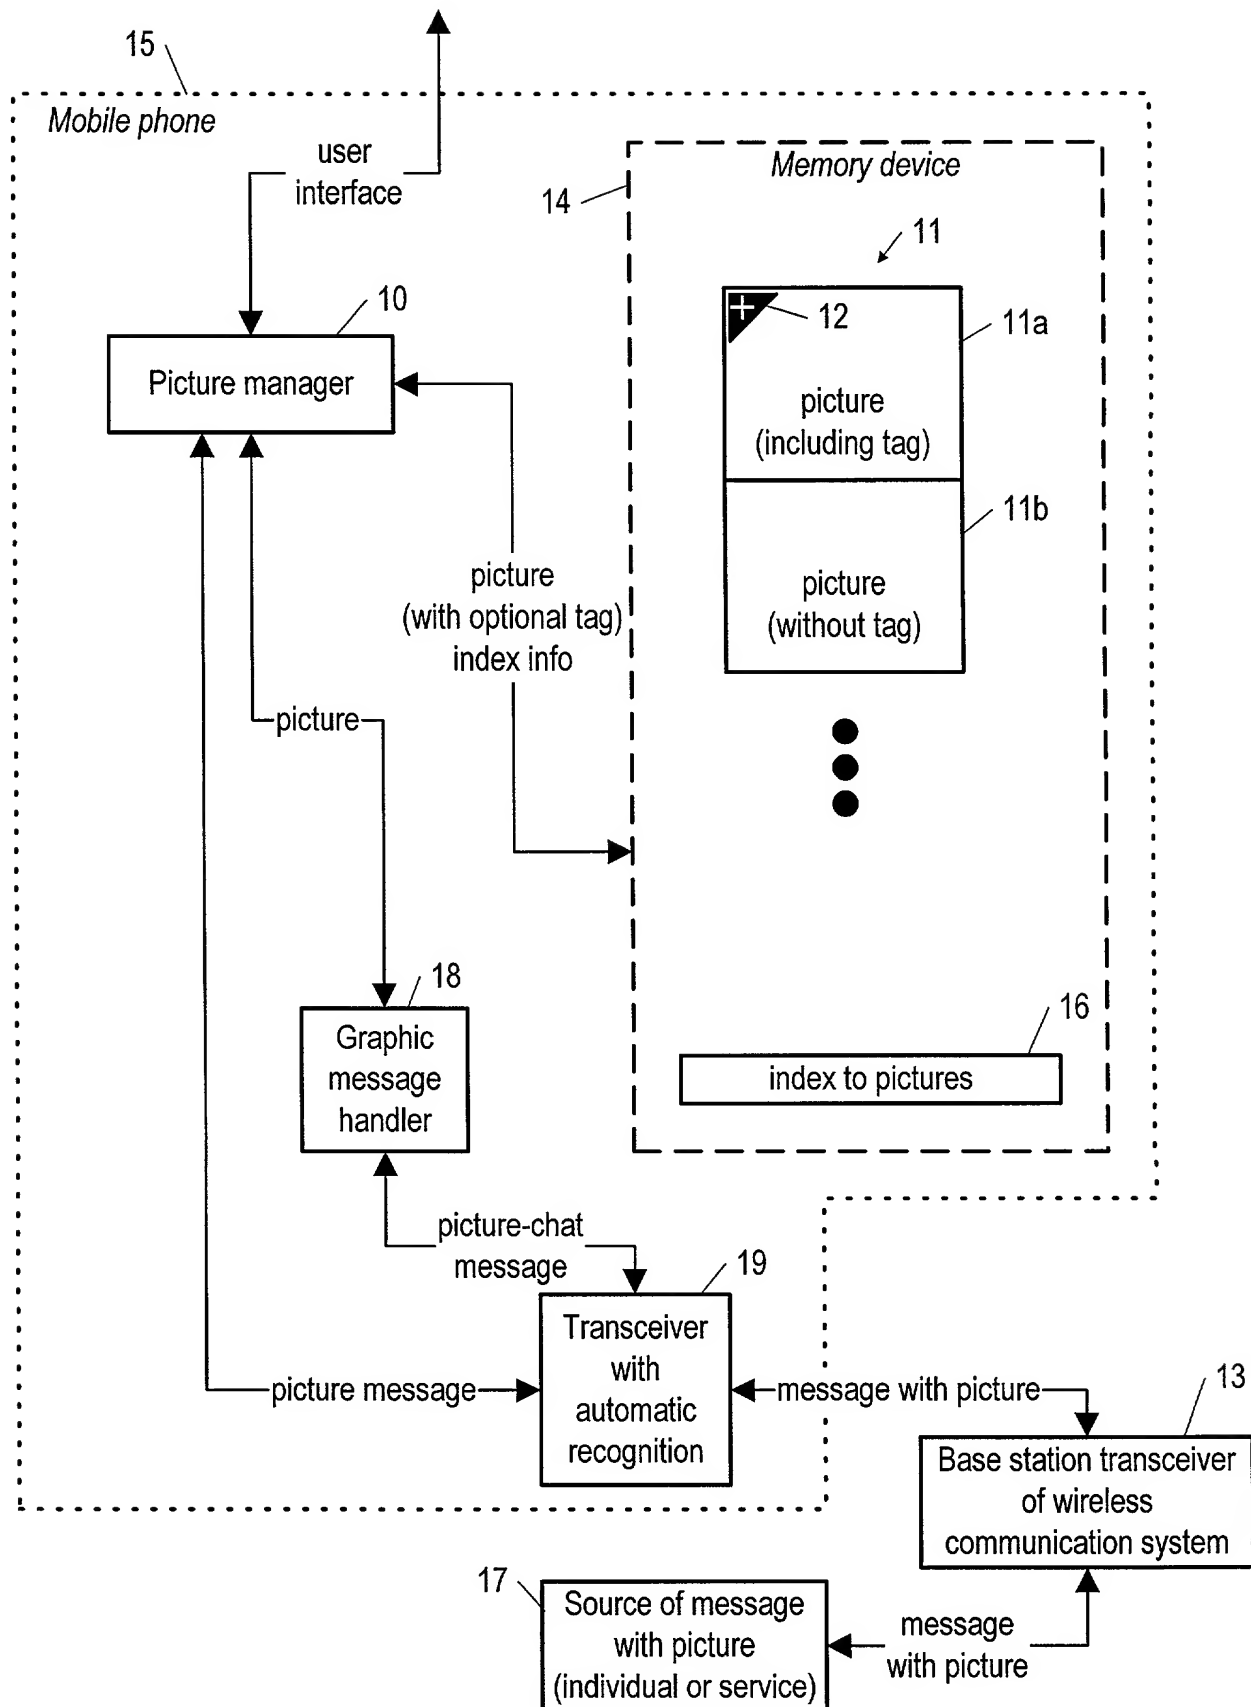 15
Mobile phone
user
interface
Memory device
14
11
10
12
11a
Picture manager
picture
(including tag)
11b
picture
(with optional tag)
index info
picture
(without tag)
picture
18
Graphic
message
handler
16
index to pictures
picture-chat
message
19
Transceiver
with
automatic
recognition
picture message
message with picture
13
Base station transceiver
of wireless
communication system
17
Source of message
with picture
(individual or service)
message
with picture